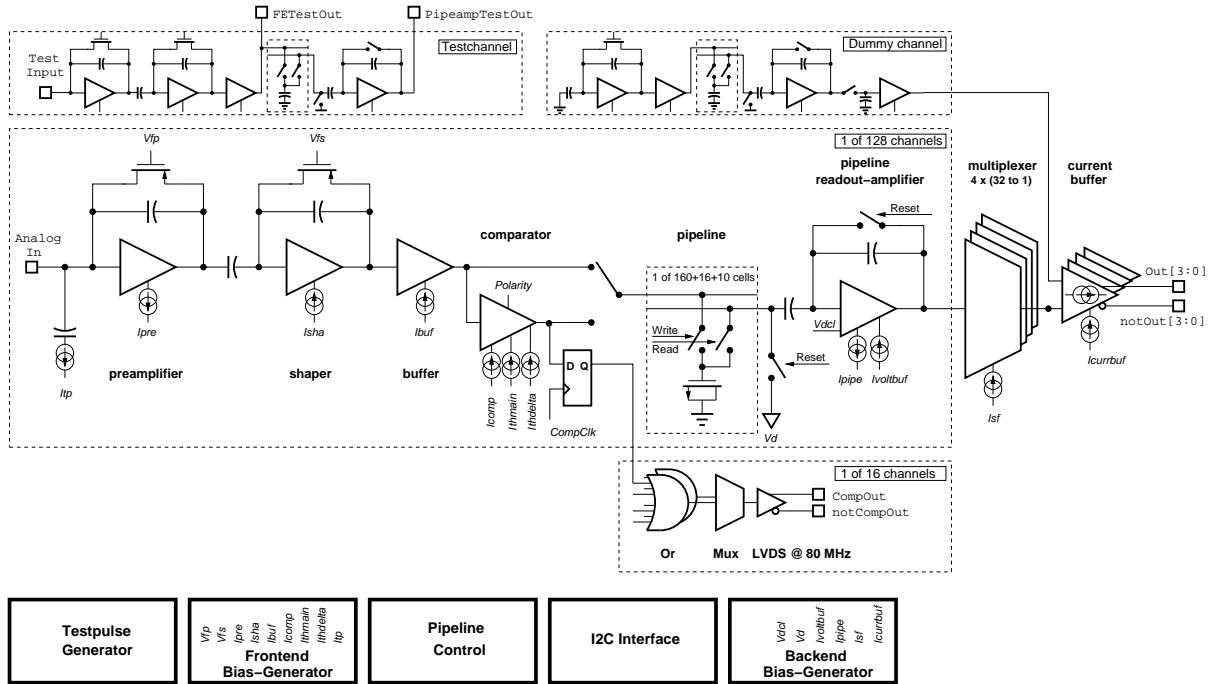 FETestOut
PipeampTestOut
Testchannel
Dummy channel
Test
Input
1 of 128 channels
Vfp
Vfs
pipeline
readout−amplifier
multiplexer
4 x (32 to 1)
current
buffer
Reset
Analog
In
comparator
pipeline
Out[3:0]
1 of 160+16+10 cells
Polarity
notOut[3:0]
Ipre
Isha
Ibuf
Write
Read
Vdcl
Reset
Icurrbuf
preamplifier
shaper
buffer
D Q
Ipipe
Ivoltbuf
Itp
Icomp
Ithmain
Ithdelta
CompClk
Vd
Isf
1 of 16 channels
CompOut
notCompOut
Or
Mux
LVDS @ 80 MHz
Testpulse
Generator
Vfp
Vfs
Ipre
Isha
Ibuf
Icomp
Ithmain
Ithdelta
Itp
Frontend
Bias−Generator
Pipeline
Control
I2C Interface
Vdcl
Vd
Ivoltbuf
Ipipe
Isf
Icurrbuf
Backend
Bias−Generator